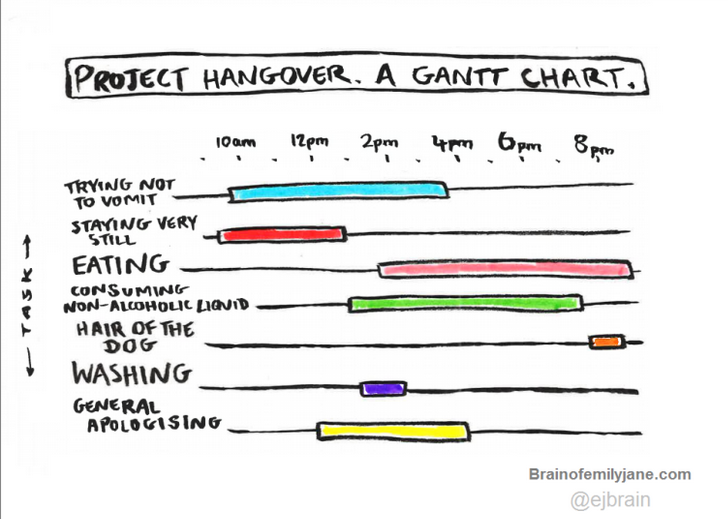 PROJECT HANGOVER. A GANTT CHART.
10am 12pm 2pm 4pm 6pm 8pm
TRYING NOT
TO VOMIT
STAYING VERY
STILL
EATING
CONSUMING
NON-ALCOHOLIC LIQUID
HAIR OF THE
DOG
WASHING
GENERAL
APOLOGISING
TASK
Brainofemilyjane.com
@ejbrain